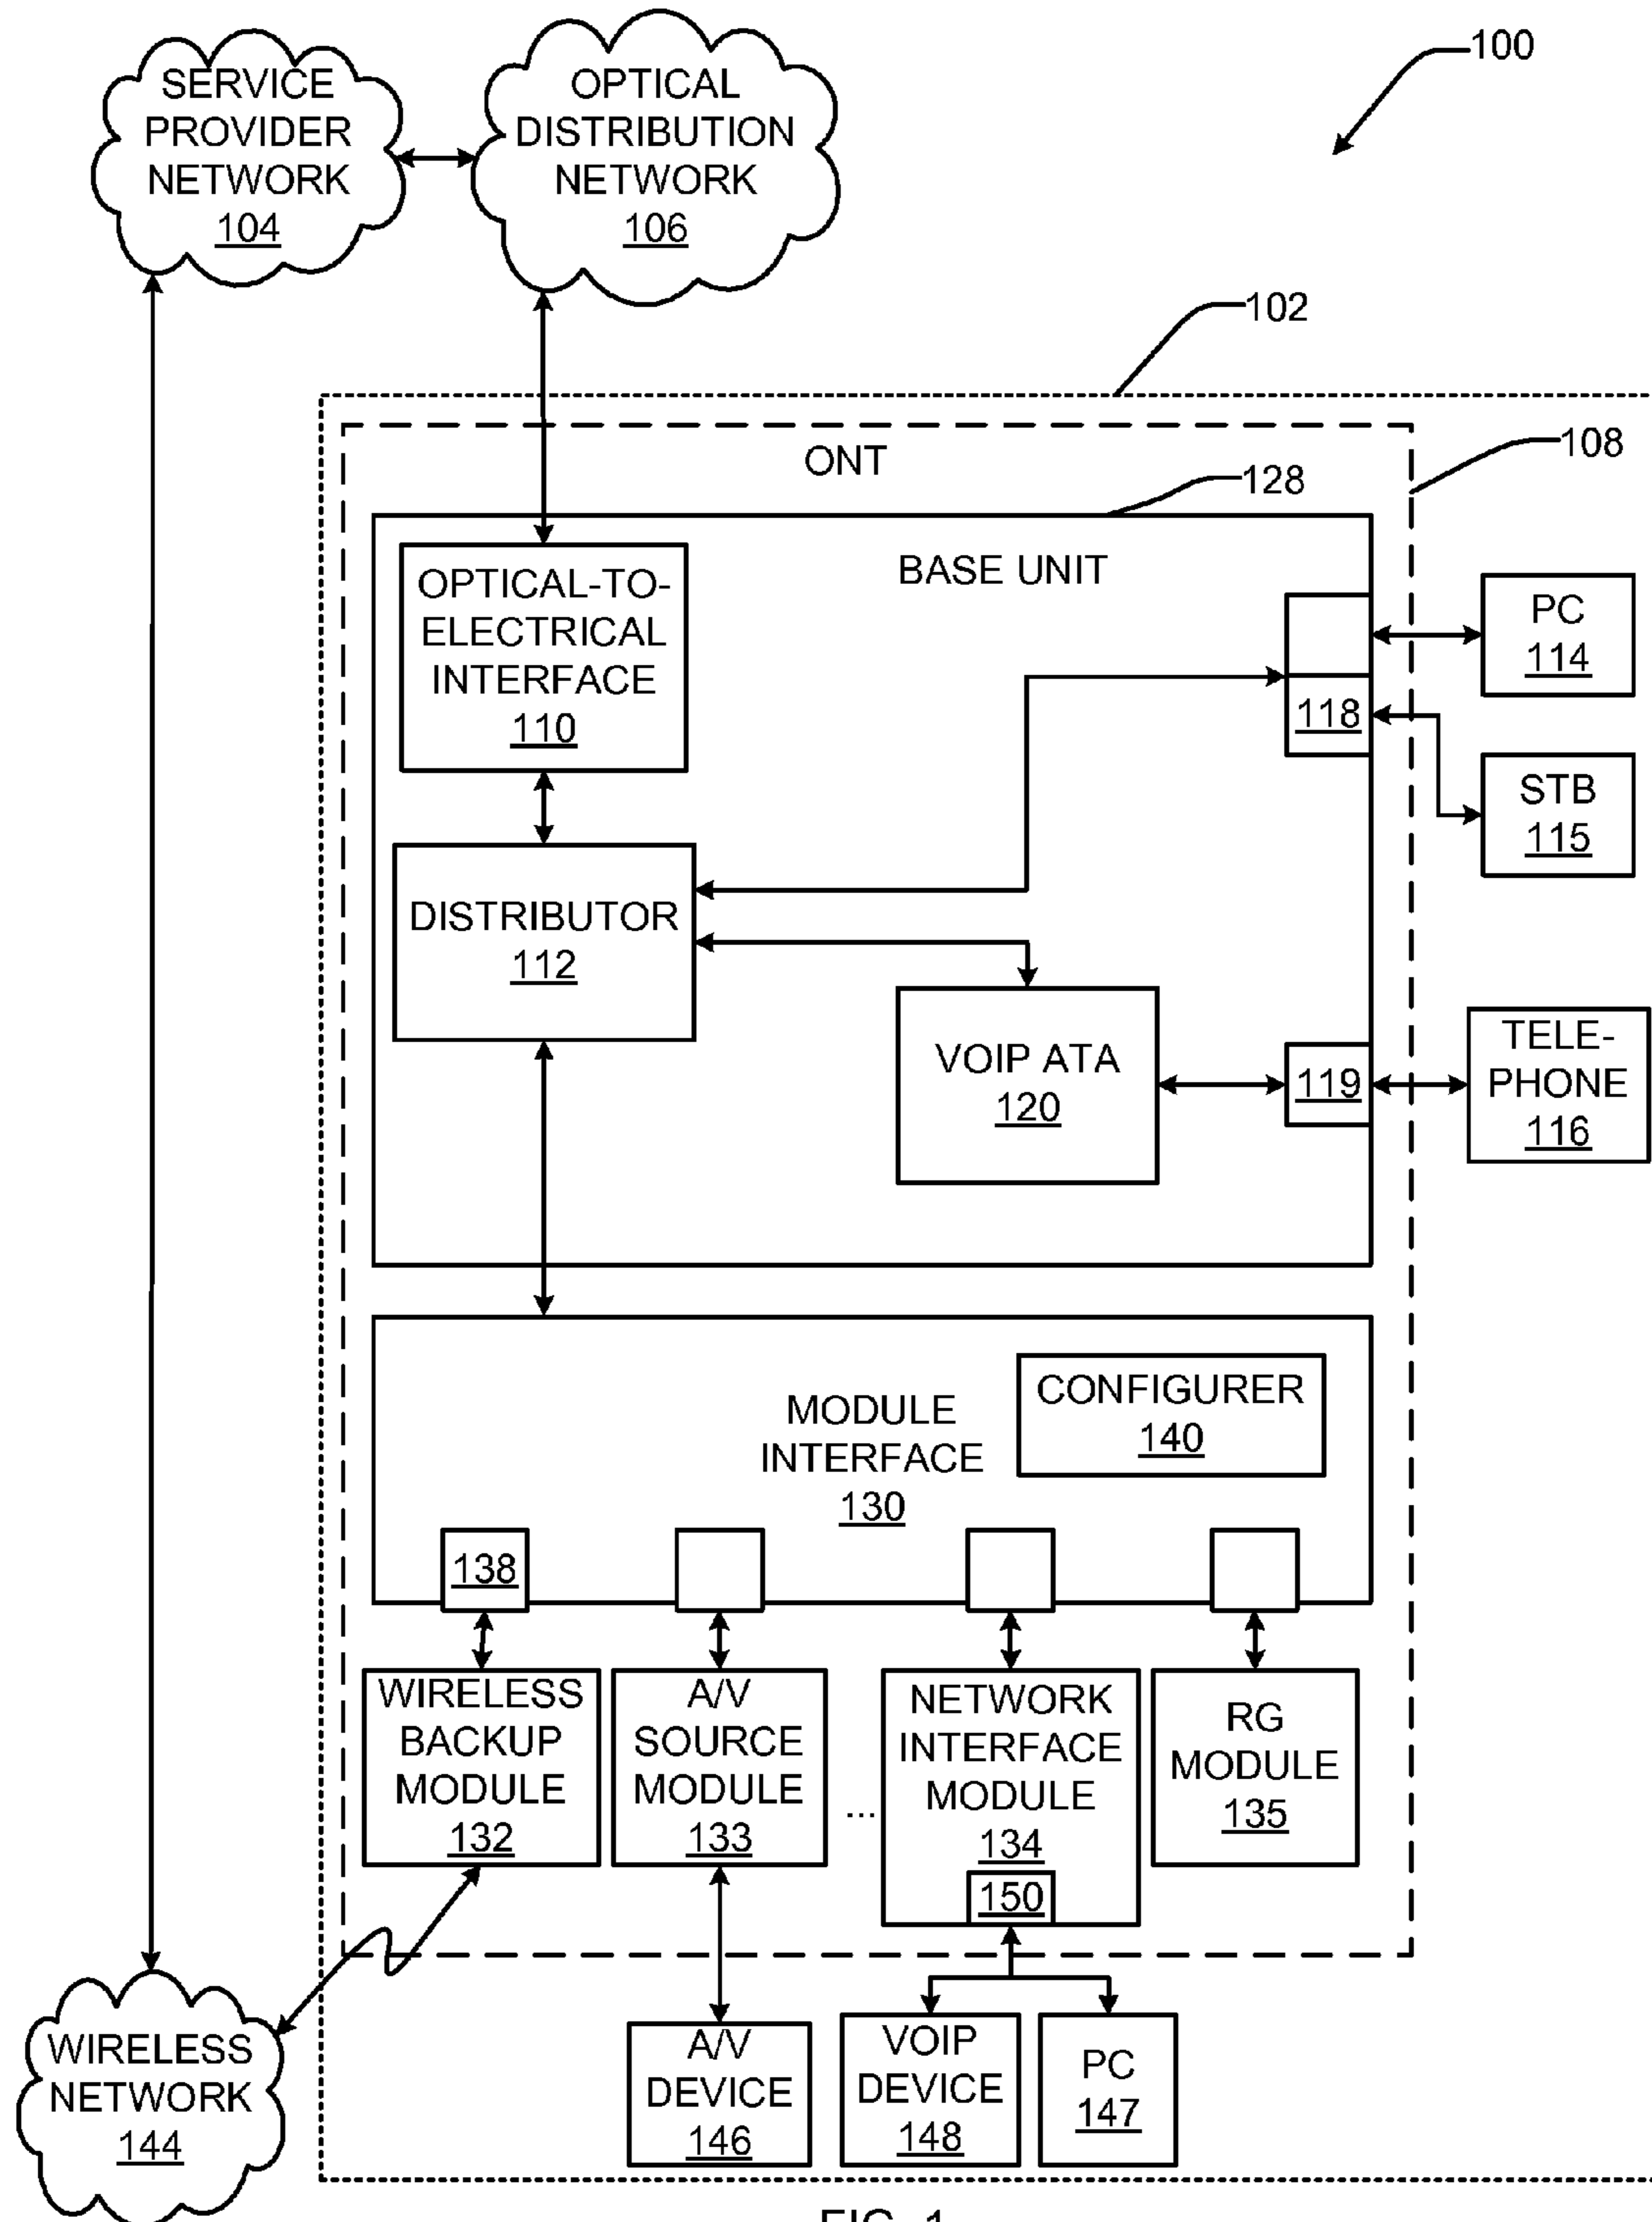 100
SERVICE
PROVIDER
NETWORK
104
OPTICAL
DISTRIBUTION
NETWORK
106
102
108
ONT
128
BASE UNIT
OPTICAL-TO-
ELECTRICAL
INTERFACE
110
118
PC
114
STB
115
DISTRIBUTOR
112
VOIP ATA
120
119
TELE-
PHONE
116
MODULE
INTERFACE
130
CONFIGURER
140
138
WIRELESS
BACKUP
MODULE
132
A/V
SOURCE
MODULE
133
...
NETWORK
INTERFACE
MODULE
134
150
RG
MODULE
135
WIRELESS
NETWORK
144
A/V
DEVICE
146
VOIP
DEVICE
148
PC
147
FIG. 1